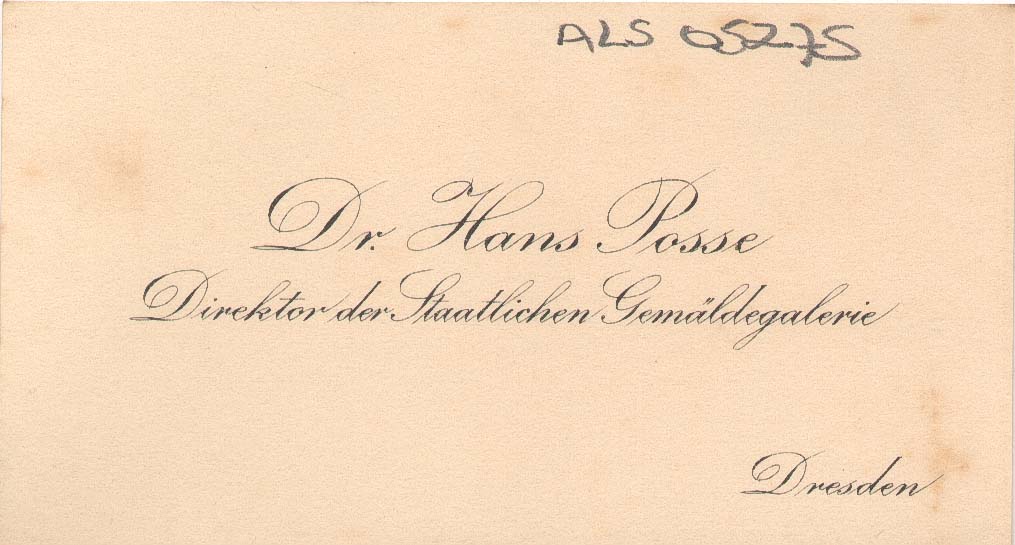 ALS 05275
Dr. Hans Posse
Direktor der Staatlichen Gemäldegalerie
Dresden